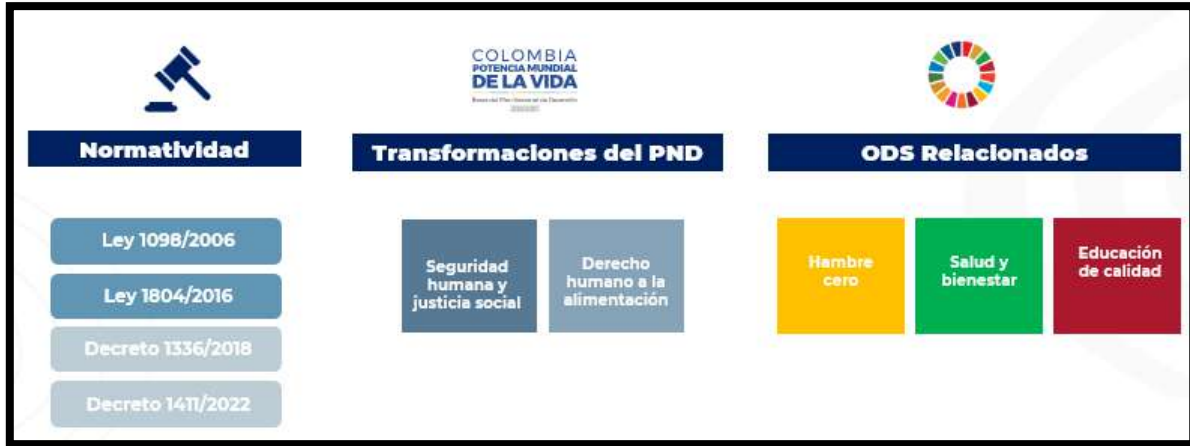 COLOMBIA
POTENCIA MUNDIAL
DE LA VIDA
Normatividad
Transformaciones del PND
ODS Relacionados
Ley 1098/2006
Ley 1804/2016
Decreto 1336/2018
Decreto 1411/2022
Seguridad
humana y
justicia social
Derecho
humano a la
alimentación
Hambre
cero
Salud y
bienestar
Educación
de calidad